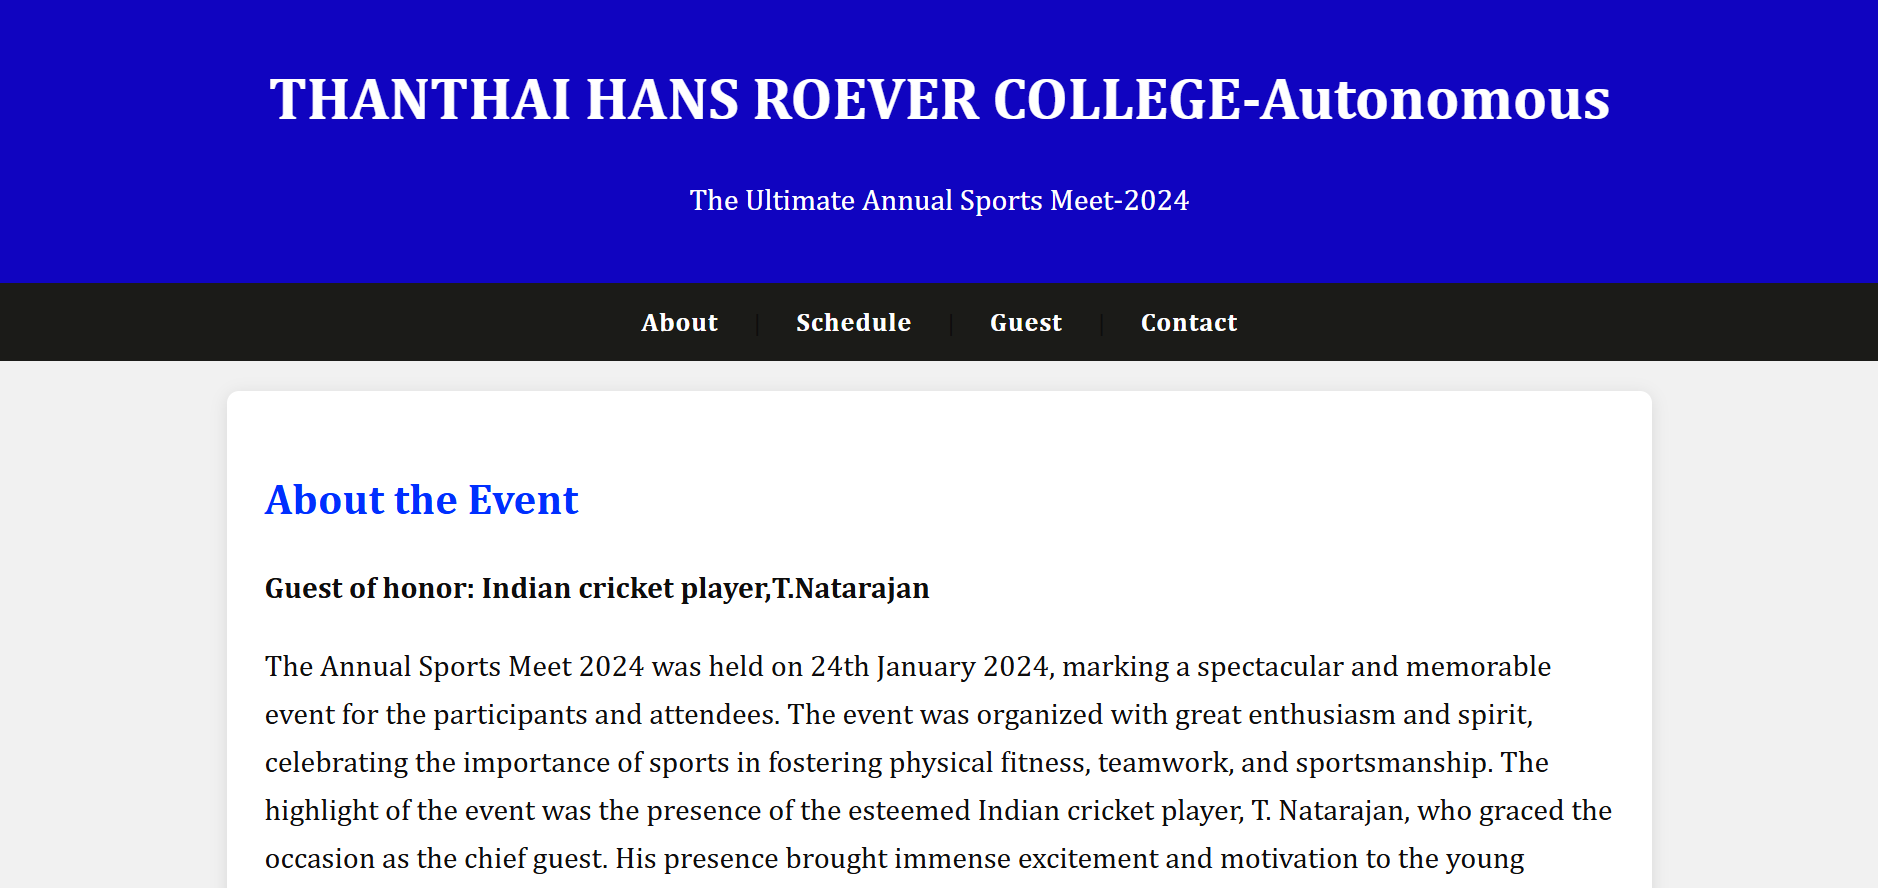 THANTHAI HANS ROEVER COLLEGE-Autonomous
The Ultimate Annual Sports Meet-2024
About | Schedule | Guest | Contact
About the Event
Guest of honor: Indian cricket player,T.Natarajan
The Annual Sports Meet 2024 was held on 24th January 2024, marking a spectacular and memorable
event for the participants and attendees. The event was organized with great enthusiasm and spirit,
celebrating the importance of sports in fostering physical fitness, teamwork, and sportsmanship. The
highlight of the event was the presence of the esteemed Indian cricket player, T. Natarajan, who graced the
occasion as the chief guest. His presence brought immense excitement and motivation to the young